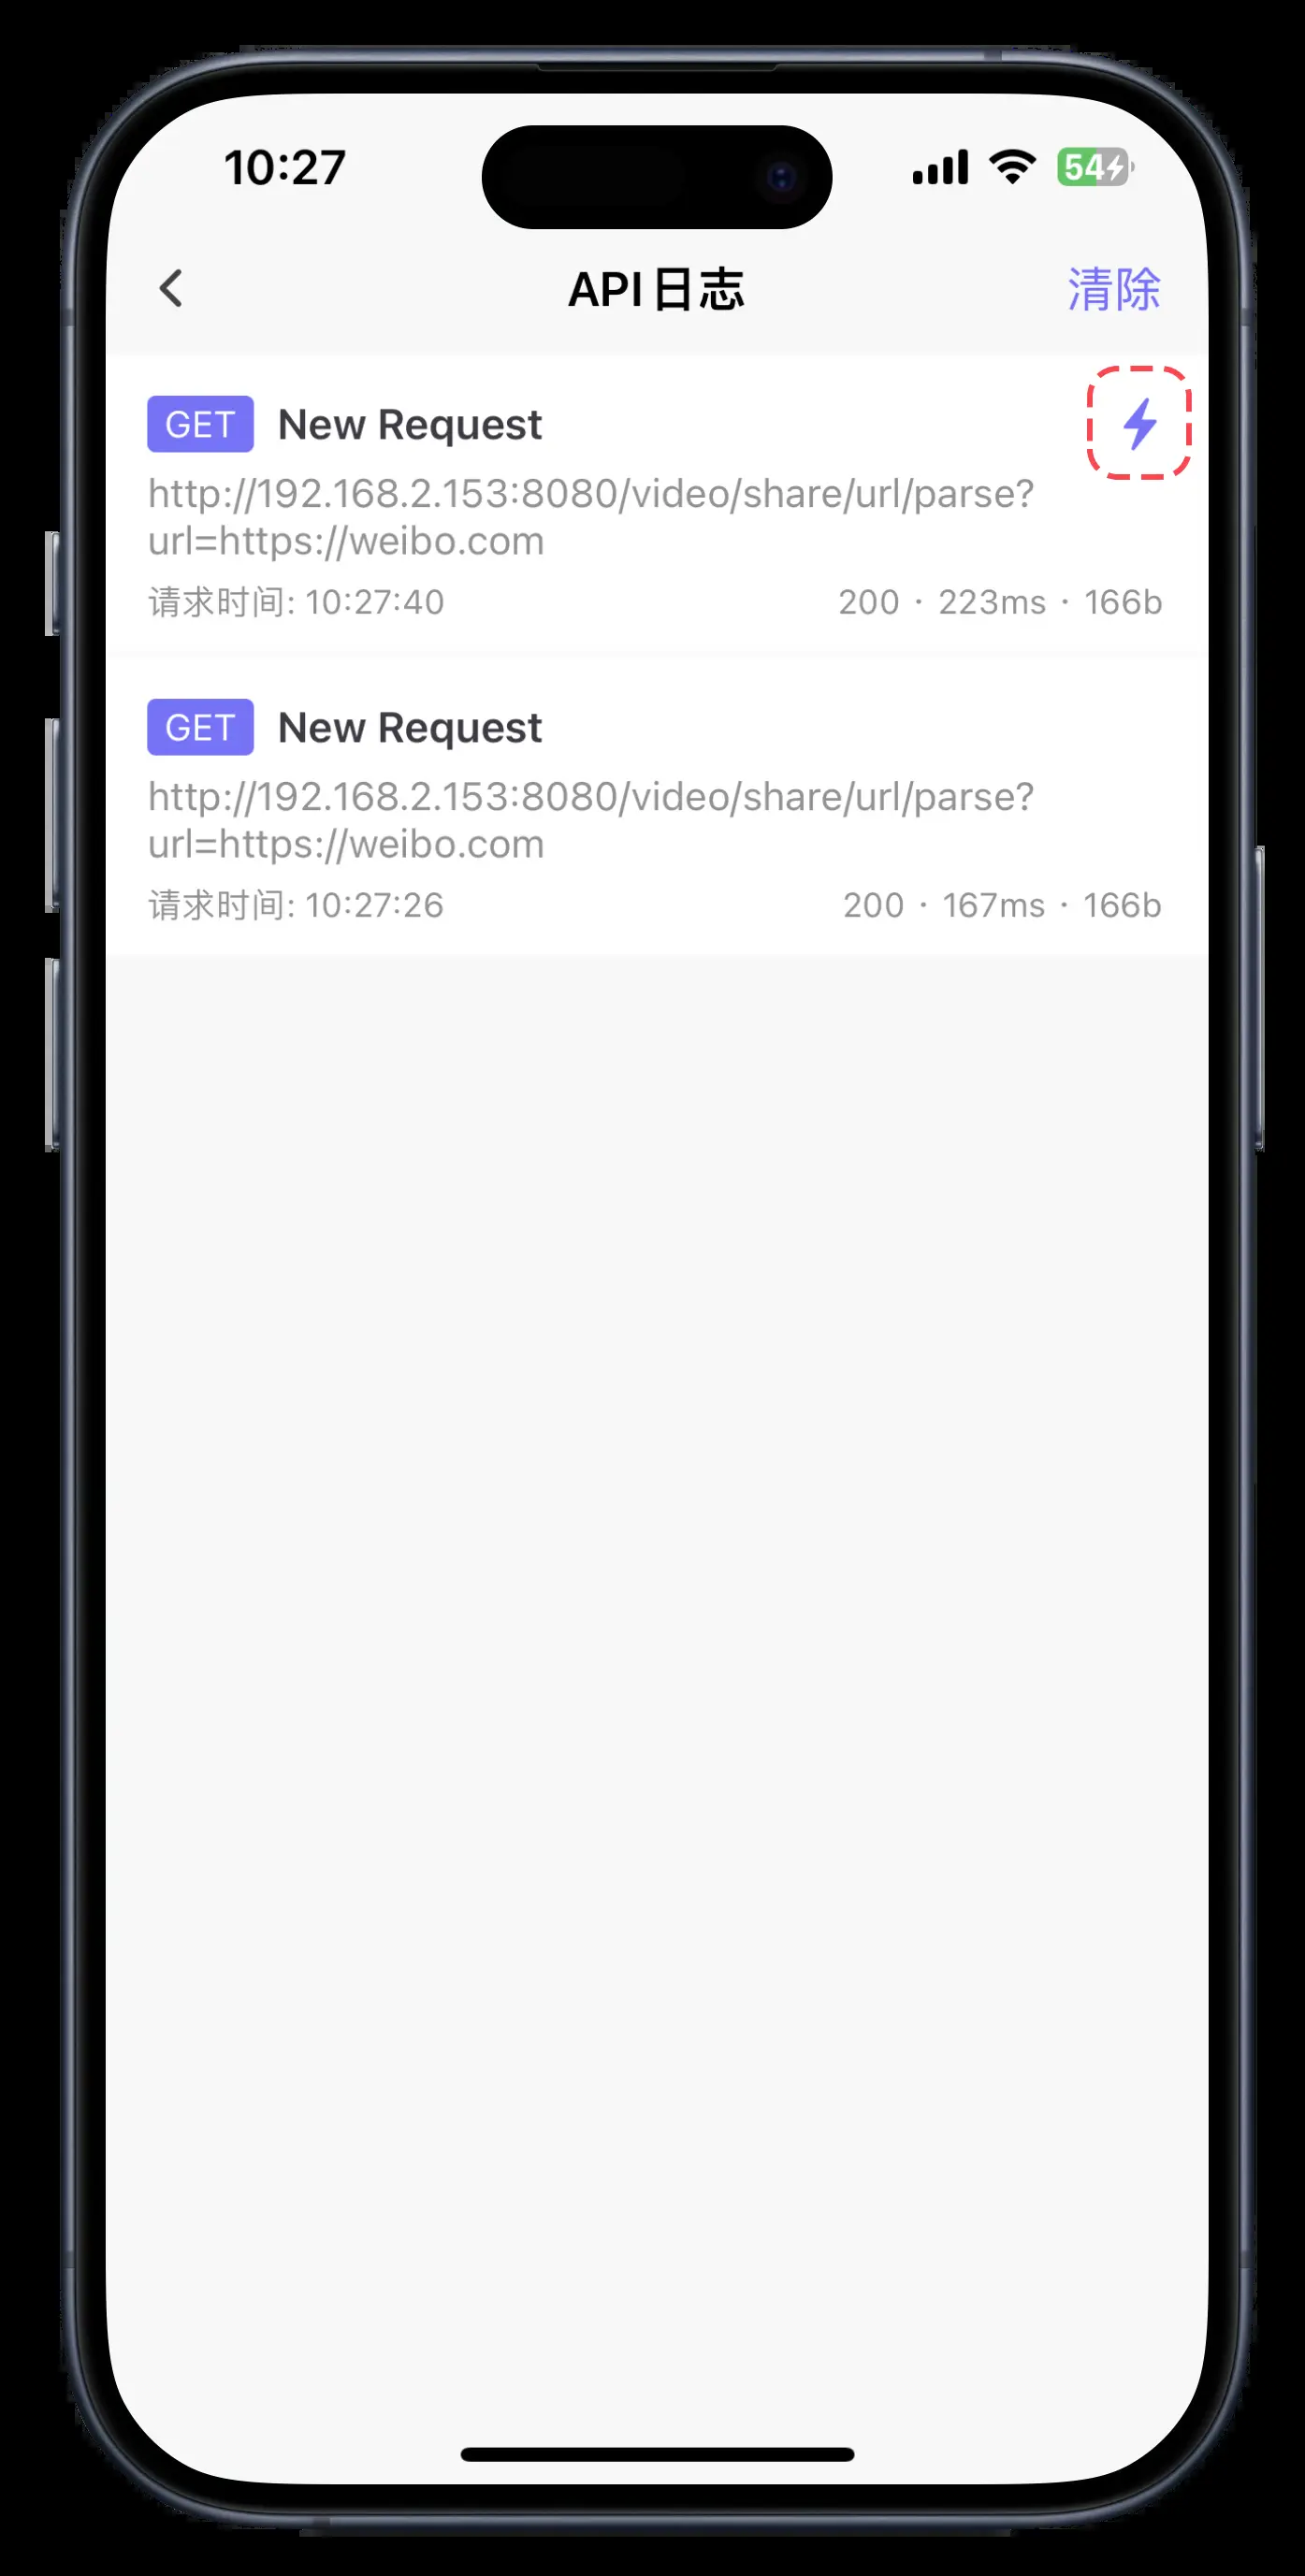 10:27
54
API日志
清除
GET New Request
http://192.168.2.153:8080/video/share/url/parse?
url=https://weibo.com
请求时间: 10:27:40 200 · 223ms · 166b
GET New Request
http://192.168.2.153:8080/video/share/url/parse?
url=https://weibo.com
请求时间: 10:27:26 200 · 167ms · 166b